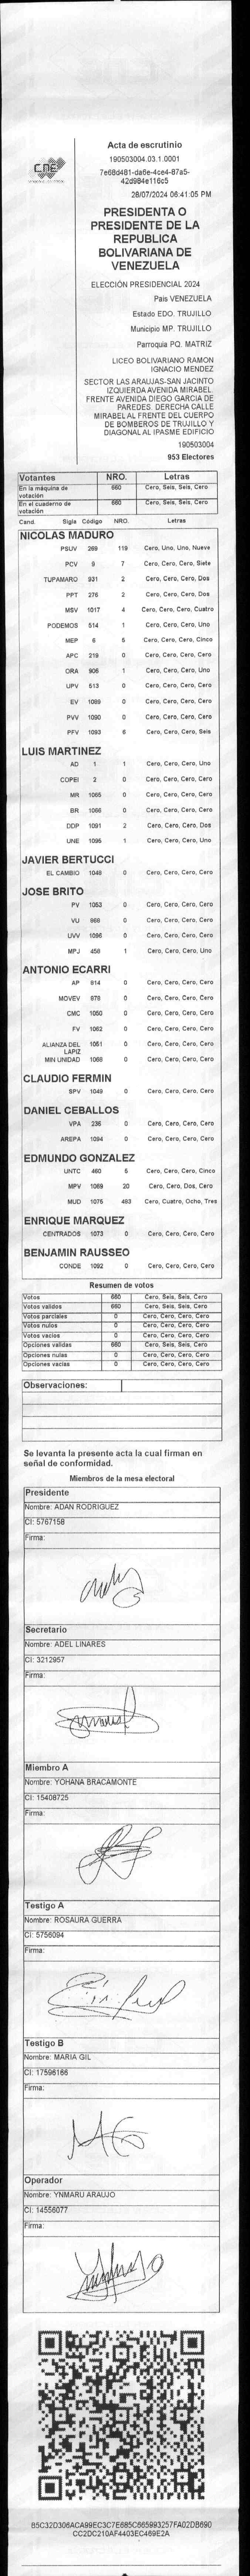 CNE
Acta de escrutinio
190503004.03.1.0001
7e68d481-da6e-4ce4-87a5-
42d984e116c5
28/07/2024 06:41:05 PM
PRESIDENTA O
PRESIDENTE DE LA
REPUBLICA
BOLIVARIANA DE
VENEZUELA
ELECCIÓN PRESIDENCIAL 2024
Pais VENEZUELA
Estado EDO. TRUJILLO
Municipio MP. TRUJILLO
Parroquia PQ. MATRIZ
LICEO BOLIVARIANO RAMON
IGNACIO MENDEZ
SECTOR LAS ARAUJAS-SAN JACINTO
IZQUIERDA AVENIDA MIRABEL.
FRENTE AVENIDA DIEGO GARCIA DE
PAREDES. DERECHA CALLE
MIRABEL AL FRENTE DEL CUERPO
DE BOMBEROS DE TRUJILLO Y
DIAGONAL AL IPASME EDIFICIO
190503004
953 Electores
Votantes NRO. Letras
En la máquina de votación 660 Cero, Seis, Seis, Cero
En el cuaderno de votación 660 Cero, Seis, Seis, Cero
Cand. Sigla Código NRO. Letras
NICOLAS MADURO
PSUV 269 119 Cero, Uno, Uno, Nueve
PCV 9 7 Cero, Cero, Cero, Siete
TUPAMARO 931 2 Cero, Cero, Cero, Dos
PPT 276 2 Cero, Cero, Cero, Dos
MSV 1017 4 Cero, Cero, Cero, Cuatro
PODEMOS 514 1 Cero, Cero, Cero, Uno
MEP 6 5 Cero, Cero, Cero, Cinco
APC 219 0 Cero, Cero, Cero, Cero
ORA 906 1 Cero, Cero, Cero, Uno
UPV 513 0 Cero, Cero, Cero, Cero
EV 1089 0 Cero, Cero, Cero, Cero
PVV 1090 0 Cero, Cero, Cero, Cero
PFV 1093 6 Cero, Cero, Cero, Seis
LUIS MARTINEZ
AD 1 1 Cero, Cero, Cero, Uno
COPEI 2 0 Cero, Cero, Cero, Cero
MR 1065 0 Cero, Cero, Cero, Cero
BR 1066 0 Cero, Cero, Cero, Cero
DDP 1091 2 Cero, Cero, Cero, Dos
UNE 1095 1 Cero, Cero, Cero, Uno
JAVIER BERTUCCI
EL CAMBIO 1048 0 Cero, Cero, Cero, Cero
JOSE BRITO
PV 1053 0 Cero, Cero, Cero, Cero
VU 868 0 Cero, Cero, Cero, Cero
UVV 1096 0 Cero, Cero, Cero, Cero
MPJ 458 1 Cero, Cero, Cero, Uno
ANTONIO ECARRI
AP 814 0 Cero, Cero, Cero, Cero
MOVEV 878 0 Cero, Cero, Cero, Cero
CMC 1050 0 Cero, Cero, Cero, Cero
FV 1062 0 Cero, Cero, Cero, Cero
ALIANZA DEL LAPIZ 1051 0 Cero, Cero, Cero, Cero
MIN UNIDAD 1068 0 Cero, Cero, Cero, Cero
CLAUDIO FERMIN
SPV 1049 0 Cero, Cero, Cero, Cero
DANIEL CEBALLOS
VPA 236 0 Cero, Cero, Cero, Cero
AREPA 1094 0 Cero, Cero, Cero, Cero
EDMUNDO GONZALEZ
UNTC 460 5 Cero, Cero, Cero, Cinco
MPV 1069 20 Cero, Cero, Dos, Cero
MUD 1075 483 Cero, Cuatro, Ocho, Tres
ENRIQUE MARQUEZ
CENTRADOS 1073 0 Cero, Cero, Cero, Cero
BENJAMIN RAUSSEO
CONDE 1092 0 Cero, Cero, Cero, Cero
Resumen de votos
Votos 660 Cero, Seis, Seis, Cero
Votos validos 660 Cero, Seis, Seis, Cero
Votos parciales 0 Cero, Cero, Cero, Cero
Votos nulos 0 Cero, Cero, Cero, Cero
Votos vacios 0 Cero, Cero, Cero, Cero
Opciones validas 660 Cero, Seis, Seis, Cero
Opciones nulas 0 Cero, Cero, Cero, Cero
Opciones vacias 0 Cero, Cero, Cero, Cero
Observaciones:
Se levanta la presente acta la cual firman en
señal de conformidad.
Miembros de la mesa electoral
Presidente
Nombre: ADAN RODRIGUEZ
CI: 5767158
Firma:
Secretario
Nombre: ADEL LINARES
CI: 3212957
Firma:
Miembro A
Nombre: YOHANA BRACAMONTE
CI: 15408725
Firma:
Testigo A
Nombre: ROSAURA GUERRA
CI: 5756094
Firma:
Testigo B
Nombre: MARIA GIL
CI: 17596166
Firma:
Operador
Nombre: YNMARU ARAUJO
CI: 14556077
Firma:
B5C32D306ACA99EC3C7E685C665993257FA02DB690
CC2DC210AF4403EC469E2A